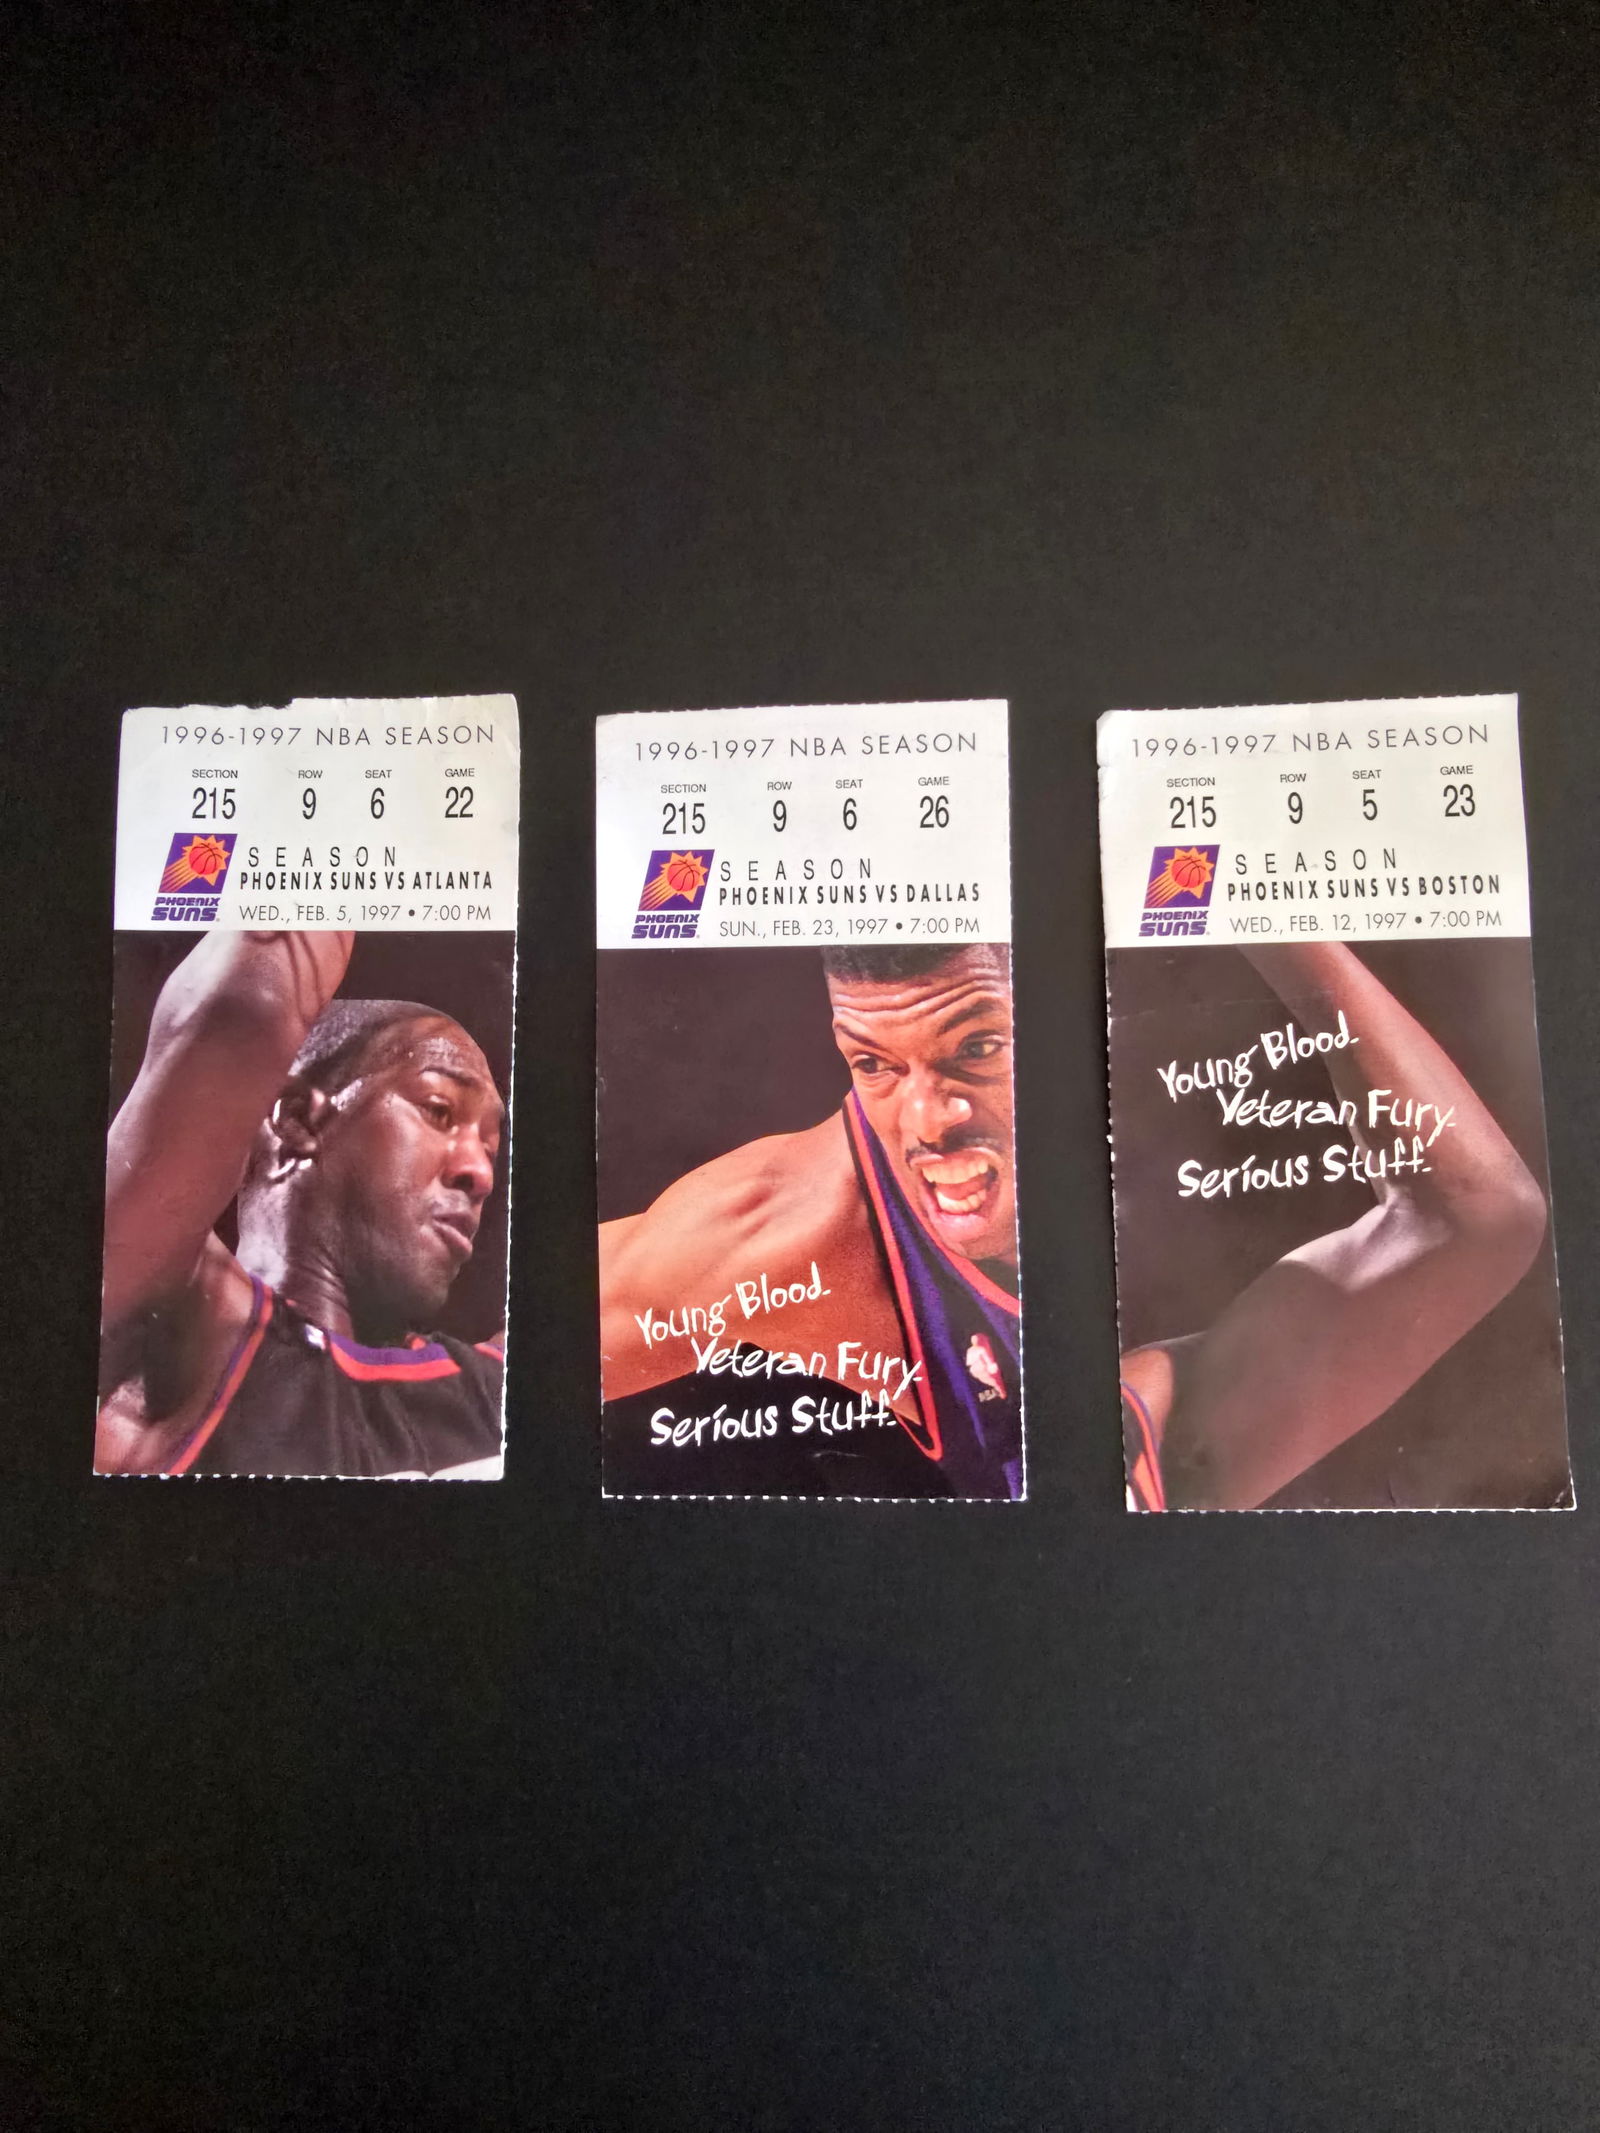 1996-1997 NBA SEASON
SECTION ROW SEAT GAME
215 9 6 22
SEASON
PHOENIX SUNS VS ATLANTA
PHOENIX
SUNS
WED., FEB. 5, 1997 • 7:00 PM
1996-1997 NBA SEASON
SECTION ROW SEAT GAME
215 9 6 26
SEASON
PHOENIX SUNS VS DALLAS
PHOENIX
SUNS
SUN., FEB. 23, 1997 • 7:00 PM
Young Blood.
Veteran Fury.
Serious Stuff.
NBA
1996-1997 NBA SEASON
SECTION ROW SEAT GAME
215 9 5 23
SEASON
PHOENIX SUNS VS BOSTON
PHOENIX
SUNS
WED., FEB. 12, 1997 • 7:00 PM
Young Blood.
Veteran Fury.
Serious Stuff.